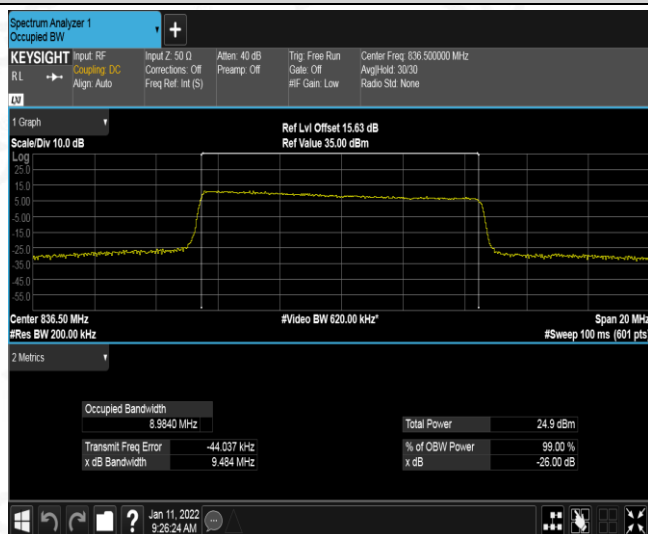 Spectrum Analyzer 1
Occupied BW
+
KEYSIGHT
RL
LXI
Input: RF
Coupling: DC
Align: Auto
Input Z: 50 Ω
Corrections: Off
Freq Ref: Int (S)
Atten: 40 dB
Preamp: Off
Trig: Free Run
Gate: Off
#IF Gain: Low
Center Freq: 836.500000 MHz
Avg|Hold: 30/30
Radio Std: None
1 Graph
Scale/Div 10.0 dB
Ref Lvl Offset 15.63 dB
Ref Value 35.00 dBm
Log
25.0
15.0
5.00
-5.00
-15.0
-25.0
-35.0
-45.0
-55.0
Center 836.50 MHz
#Res BW 200.00 kHz
#Video BW 620.00 kHz*
Span 20 MHz
#Sweep 100 ms (601 pts)
2 Metrics
Occupied Bandwidth
8.9840 MHz
Transmit Freq Error -44.037 kHz
x dB Bandwidth 9.484 MHz
Total Power 24.9 dBm
% of OBW Power 99.00 %
x dB -26.00 dB
?
Jan 11, 2022
9:26:24 AM